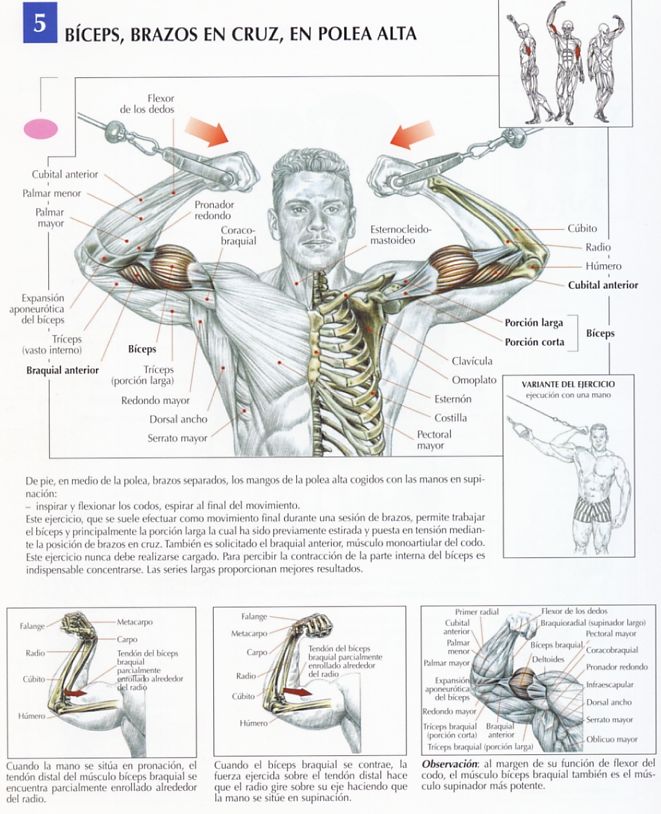 5
BÍCEPS, BRAZOS EN CRUZ, EN POLEA ALTA
Flexor
de los dedos
Cubital anterior
Palmar menor
Palmar
mayor
Pronador
redondo
Coraco-
braquial
Esternocleido-
mastoideo
Cúbito
Radio
Húmero
Cubital anterior
Expansión
aponeurótica
del bíceps
Tríceps
(vasto interno)
Braquial anterior
Bíceps
Tríceps
(porción larga)
Redondo mayor
Dorsal ancho
Serrato mayor
Porción larga
Porción corta
Bíceps
Clavícula
Omoplato
Esternón
Costilla
Pectoral
mayor
VARIANTE DEL EJERCICIO
ejecución con una mano
De pie, en medio de la polea, brazos separados, los mangos de la polea alta cogidos con las manos en supi-
nación:
– inspirar y flexionar los codos, espirar al final del movimiento.
Este ejercicio, que se suele efectuar como movimiento final durante una sesión de brazos, permite trabajar
el bíceps y principalmente la porción larga la cual ha sido previamente estirada y puesta en tensión median-
te la posición de brazos en cruz. También es solicitado el braquial anterior, músculo monoartiular del codo.
Este ejercicio nunca debe realizarse cargado. Para percibir la contracción de la parte interna del bíceps es
indispensable concentrarse. Las series largas proporcionan mejores resultados.
Falange
Metacarpo
Carpo
Radio
Tendón del bíceps
braquial
parcialmente
enrollado alrededor
del radio
Cúbito
Húmero
Cuando la mano se sitúa en pronación, el
tendón distal del músculo bíceps braquial se
encuentra parcialmente enrollado alrededor
del radio.
Falange
Metacarpo
Carpo
Tendón del bíceps
braquial parcialmente
enrollado alrededor
del radio
Radio
Cúbito
Húmero
Cuando el bíceps braquial se contrae, la
fuerza ejercida sobre el tendón distal hace
que el radio gire sobre su eje haciendo que
la mano se sitúe en supinación.
Primer radial
Cubital
anterior
Palmar
menor
Palmar mayor
Expansión
aponeurótica
del bíceps
Redondo mayor
Tríceps braquial
(porción corta)
Braquial
anterior
Tríceps braquial (porción larga)
Flexor de los dedos
Braquioradial (supinador largo)
Pectoral mayor
Bíceps braquial
Coracobraquial
Deltoides
Pronador redondo
Infraescapular
Dorsal ancho
Serrato mayor
Oblicuo mayor
Observación: al margen de su función de flexor del
codo, el músculo bíceps braquial también es el mús-
culo supinador más potente.